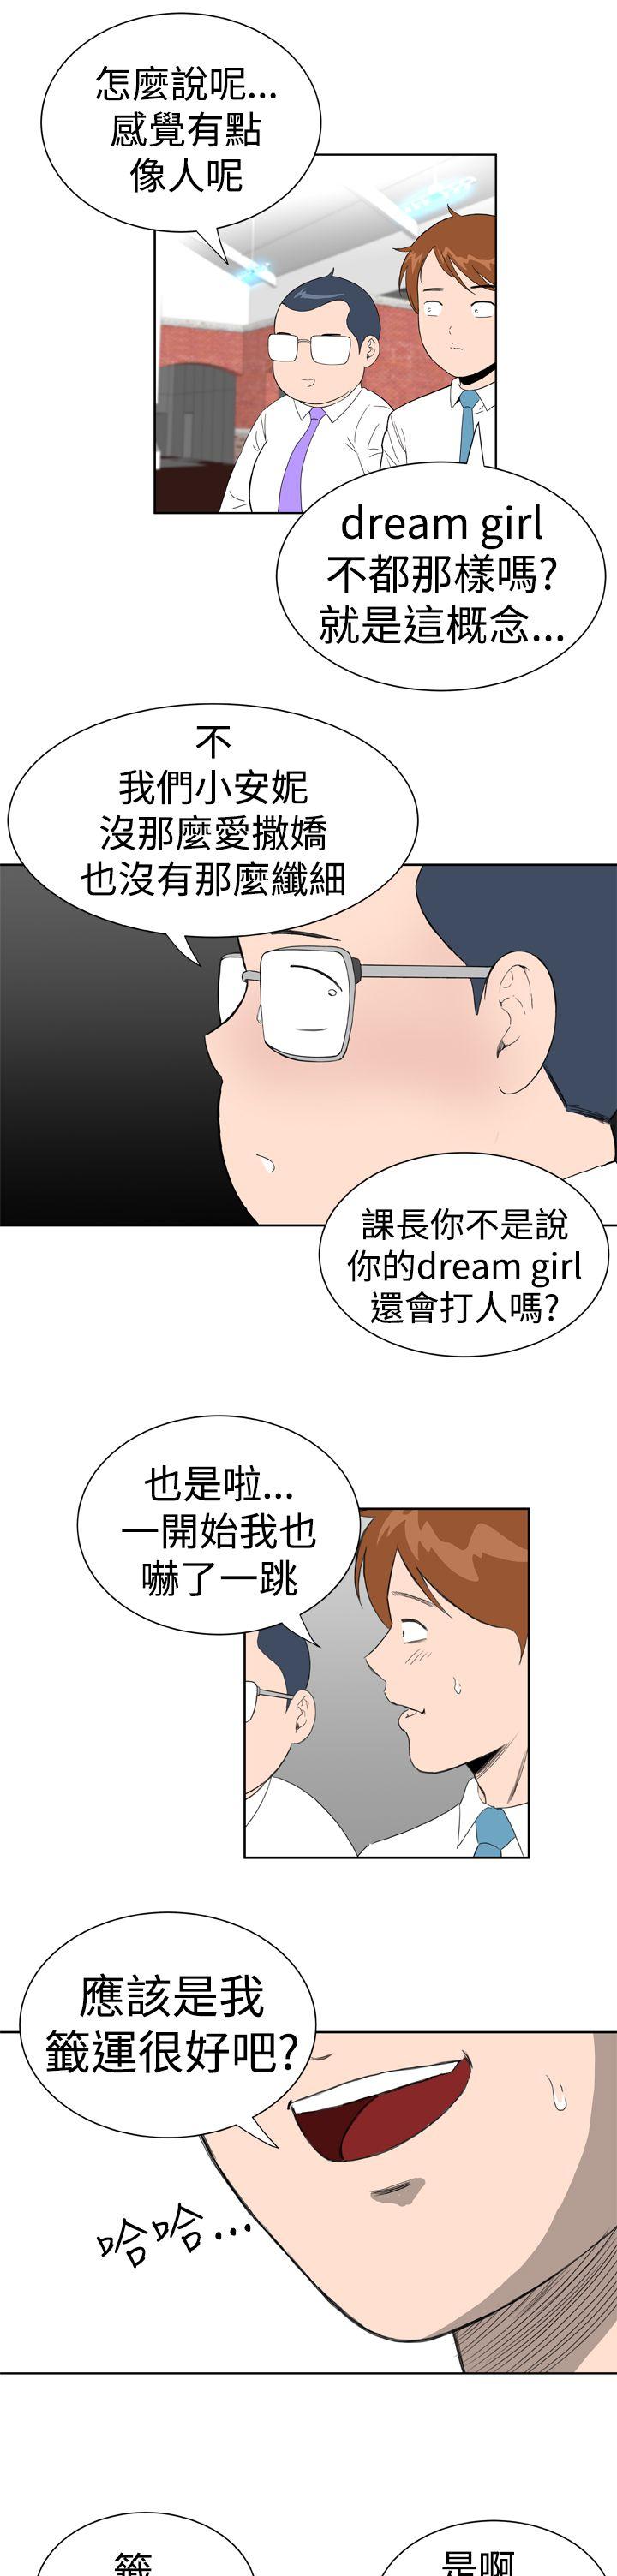 怎麼說呢...
感覺有點
像人呢
dream girl
不都那樣嗎?
就是這概念...
不
我們小安妮
沒那麼愛撒嬌
也沒有那麼纖細
課長你不是說
你的dream girl
還會打人嗎?
也是啦...
一開始我也
嚇了一跳
應該是我
籤運很好吧?
哈哈...
籤
是啊